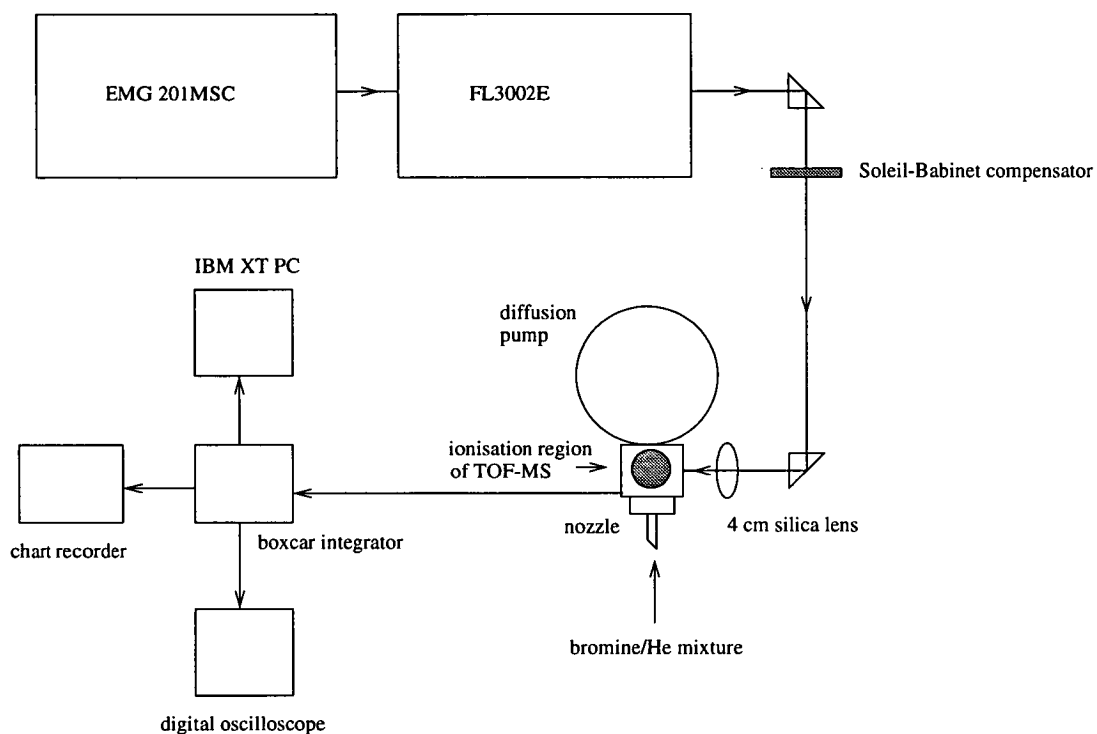 EMG 201MSC
FL3002E
Soleil-Babinet compensator
IBM XT PC
diffusion
pump
ionisation region
of TOF-MS
nozzle
4 cm silica lens
chart recorder
boxcar integrator
bromine/He mixture
digital oscilloscope